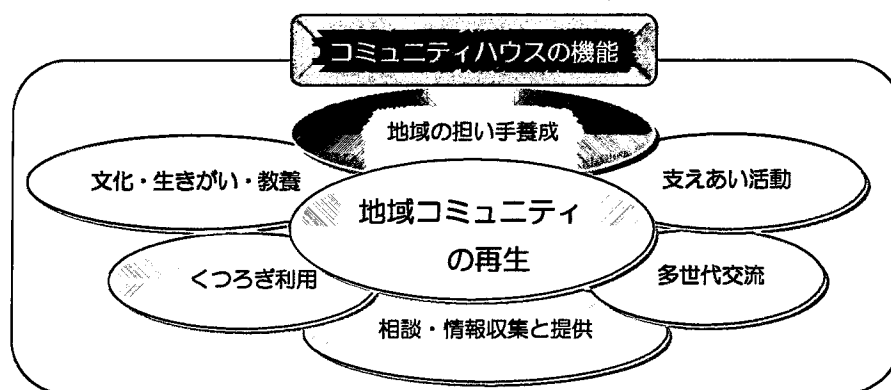 コミュニティハウスの機能
地域の担い手養成
文化・生きがい・教養
支えあい活動
地域コミュニティ
の再生
くつろぎ利用
多世代交流
相談・情報収集と提供